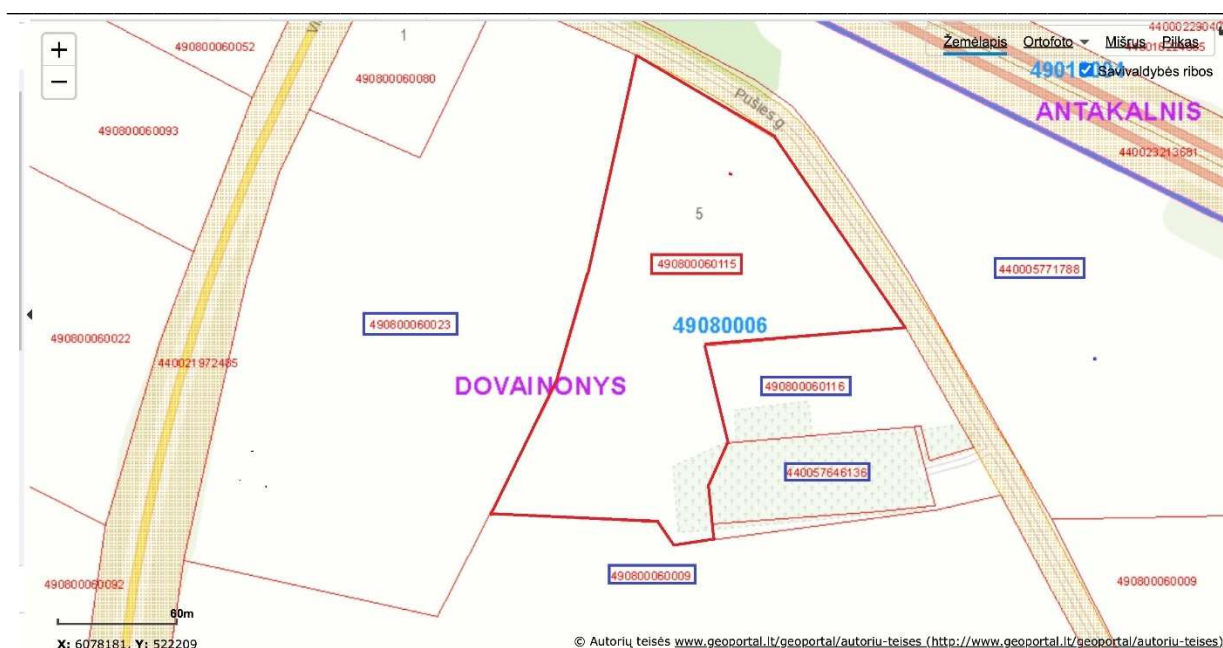 490800060052
1
4400022904
Žemėlapis Ortofoto Mišrus Pilkas
Savivaldybės ribos
490800060080
Pušies g.
ANTAKALNIS
490800060093
440023213681
5
490800060115
440005771788
490800060023
49080006
490800060022
440021972485
DOVAINONYS
490800060116
440057646136
490800060009
490800060009
490800060092
60m
X: 6078181, Y: 522209
© Autorių teisės www.geoportal.lt/geoportal/autoriu-teises (http://www.geoportal.lt/geoportal/autoriu-teises)